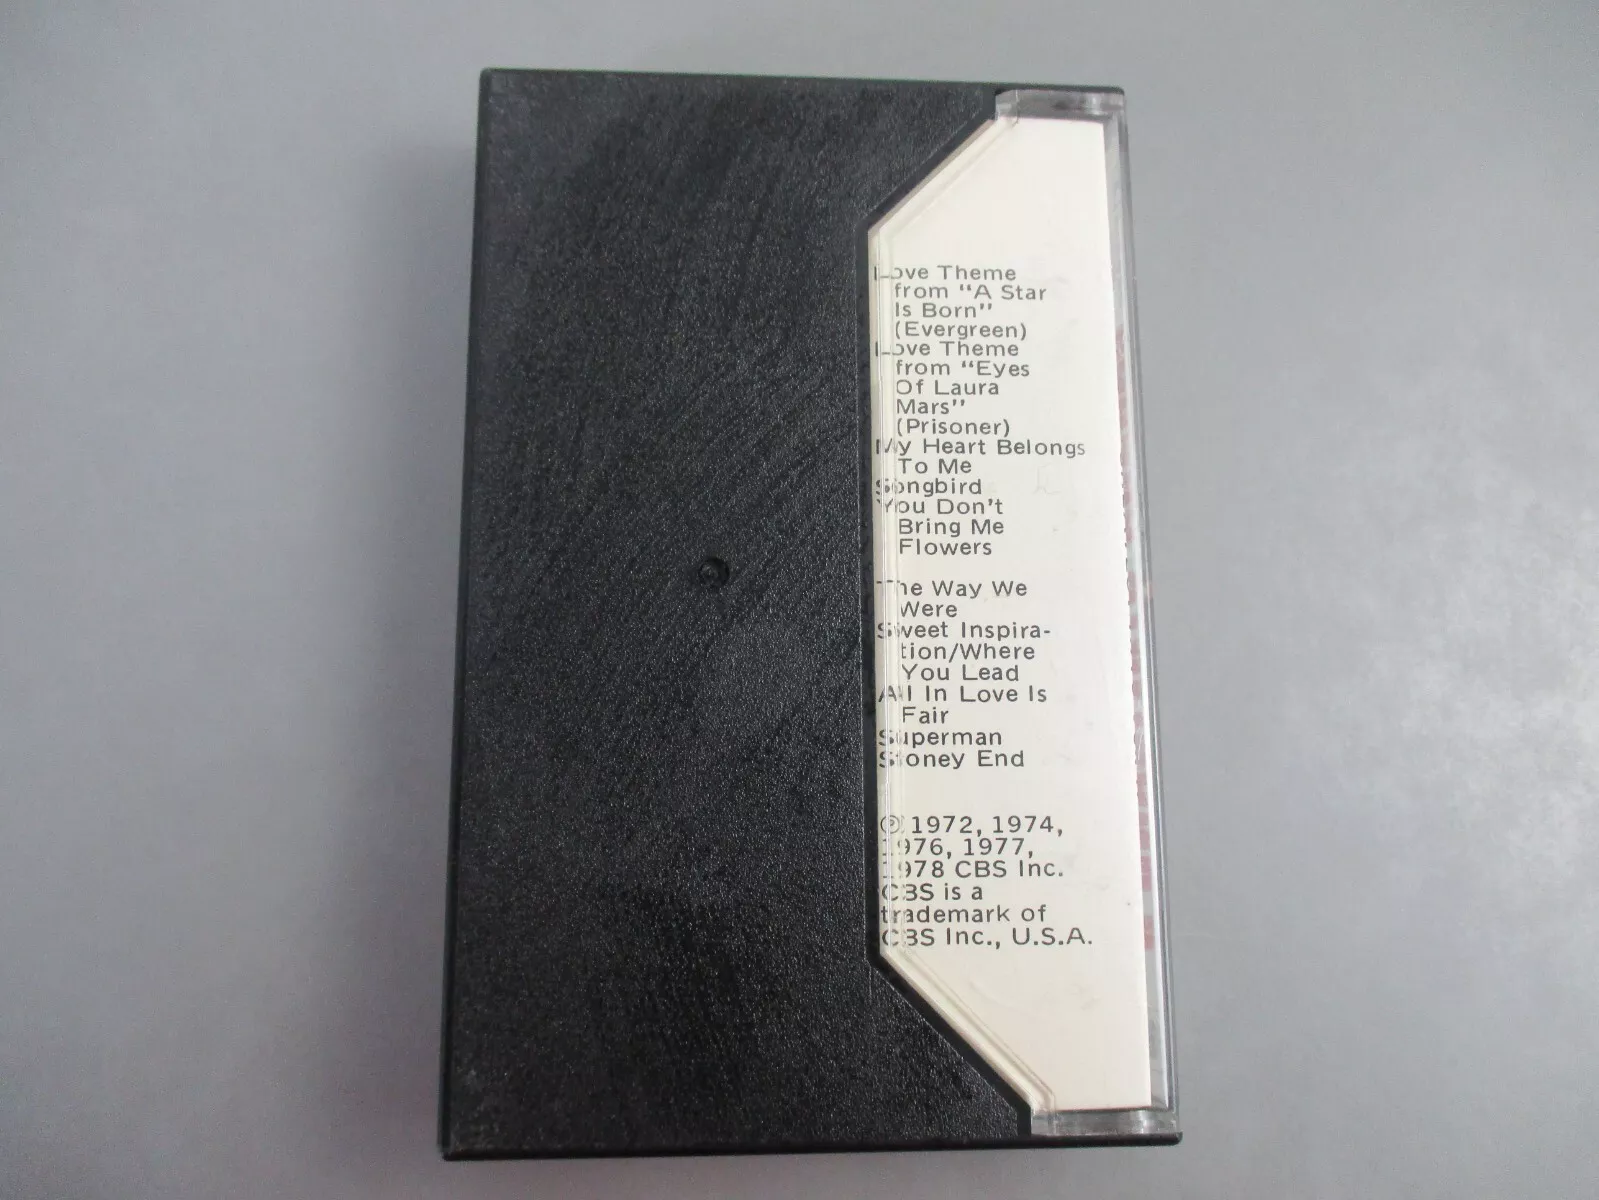 Love Theme
from "A Star
Is Born"
(Evergreen)
Love Theme
from "Eyes
Of Laura
Mars"
(Prisoner)
My Heart Belongs
To Me
Songbird
You Don't
Bring Me
Flowers
The Way We
Were
Sweet Inspira-
tion/Where
You Lead
All In Love Is
Fair
Superman
Stoney End
℗ 1972, 1974,
1976, 1977,
1978 CBS Inc.
CBS is a
trademark of
CBS Inc., U.S.A.